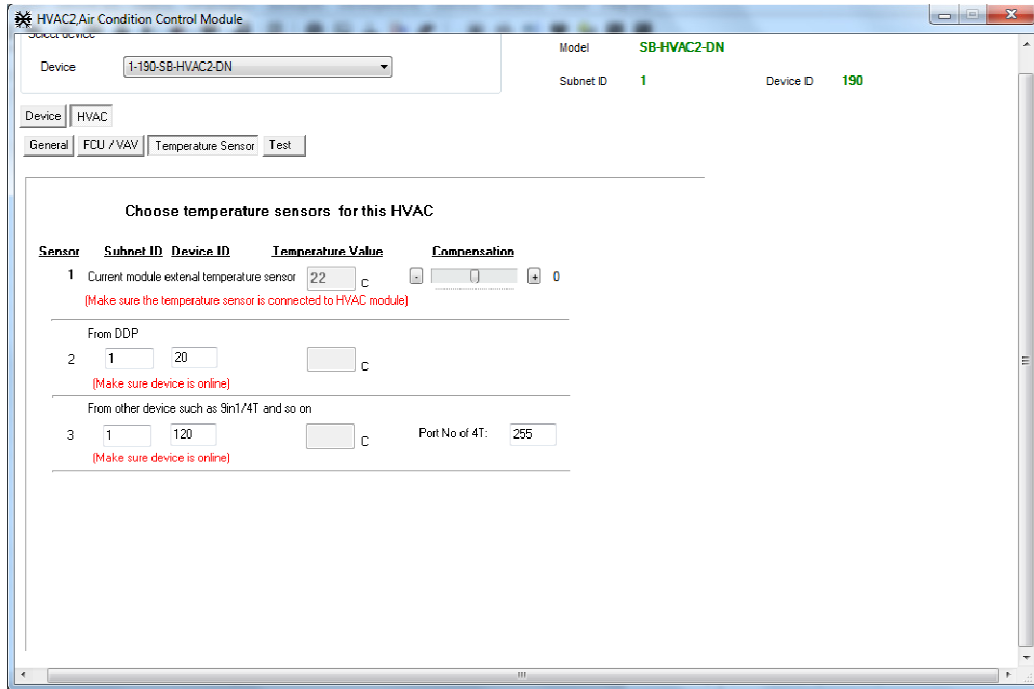 HVAC2,Air Condition Control Module
Select device
Device 1-190-SB-HVAC2-DN
Model SB-HVAC2-DN
Subnet ID 1 Device ID 190
Device HVAC
General FCU / VAV Temperature Sensor Test
Choose temperature sensors for this HVAC
Sensor Subnet ID Device ID Temperature Value Compensation
1 Current module extenal temperature sensor 22 C - + 0
(Make sure the temperature sensor is connected to HVAC module)
From DDP
2 1 20 C
(Make sure device is online)
From other device such as 9in1/4T and so on
3 1 120 C Port No of 4T: 255
(Make sure device is online)